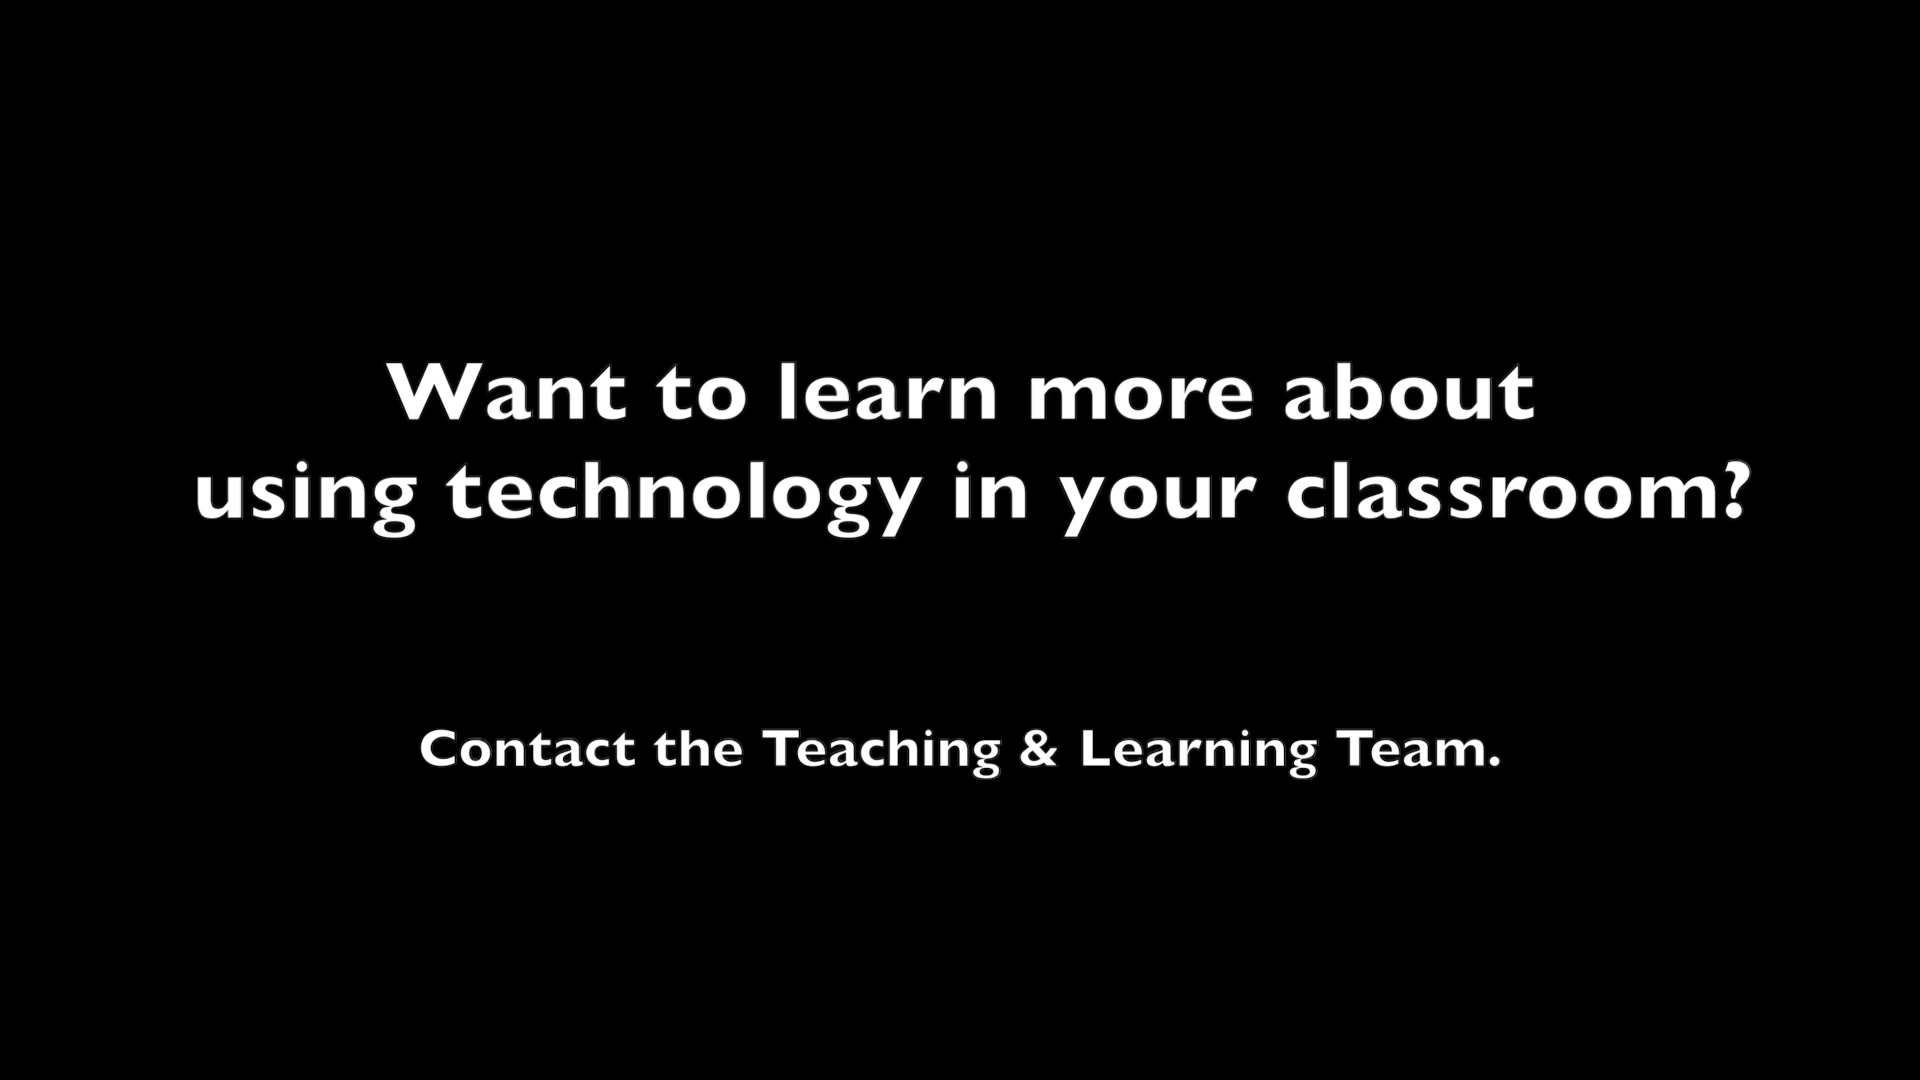 Want to learn more about
using technology in your classroom?
Contact the Teaching & Learning Team.